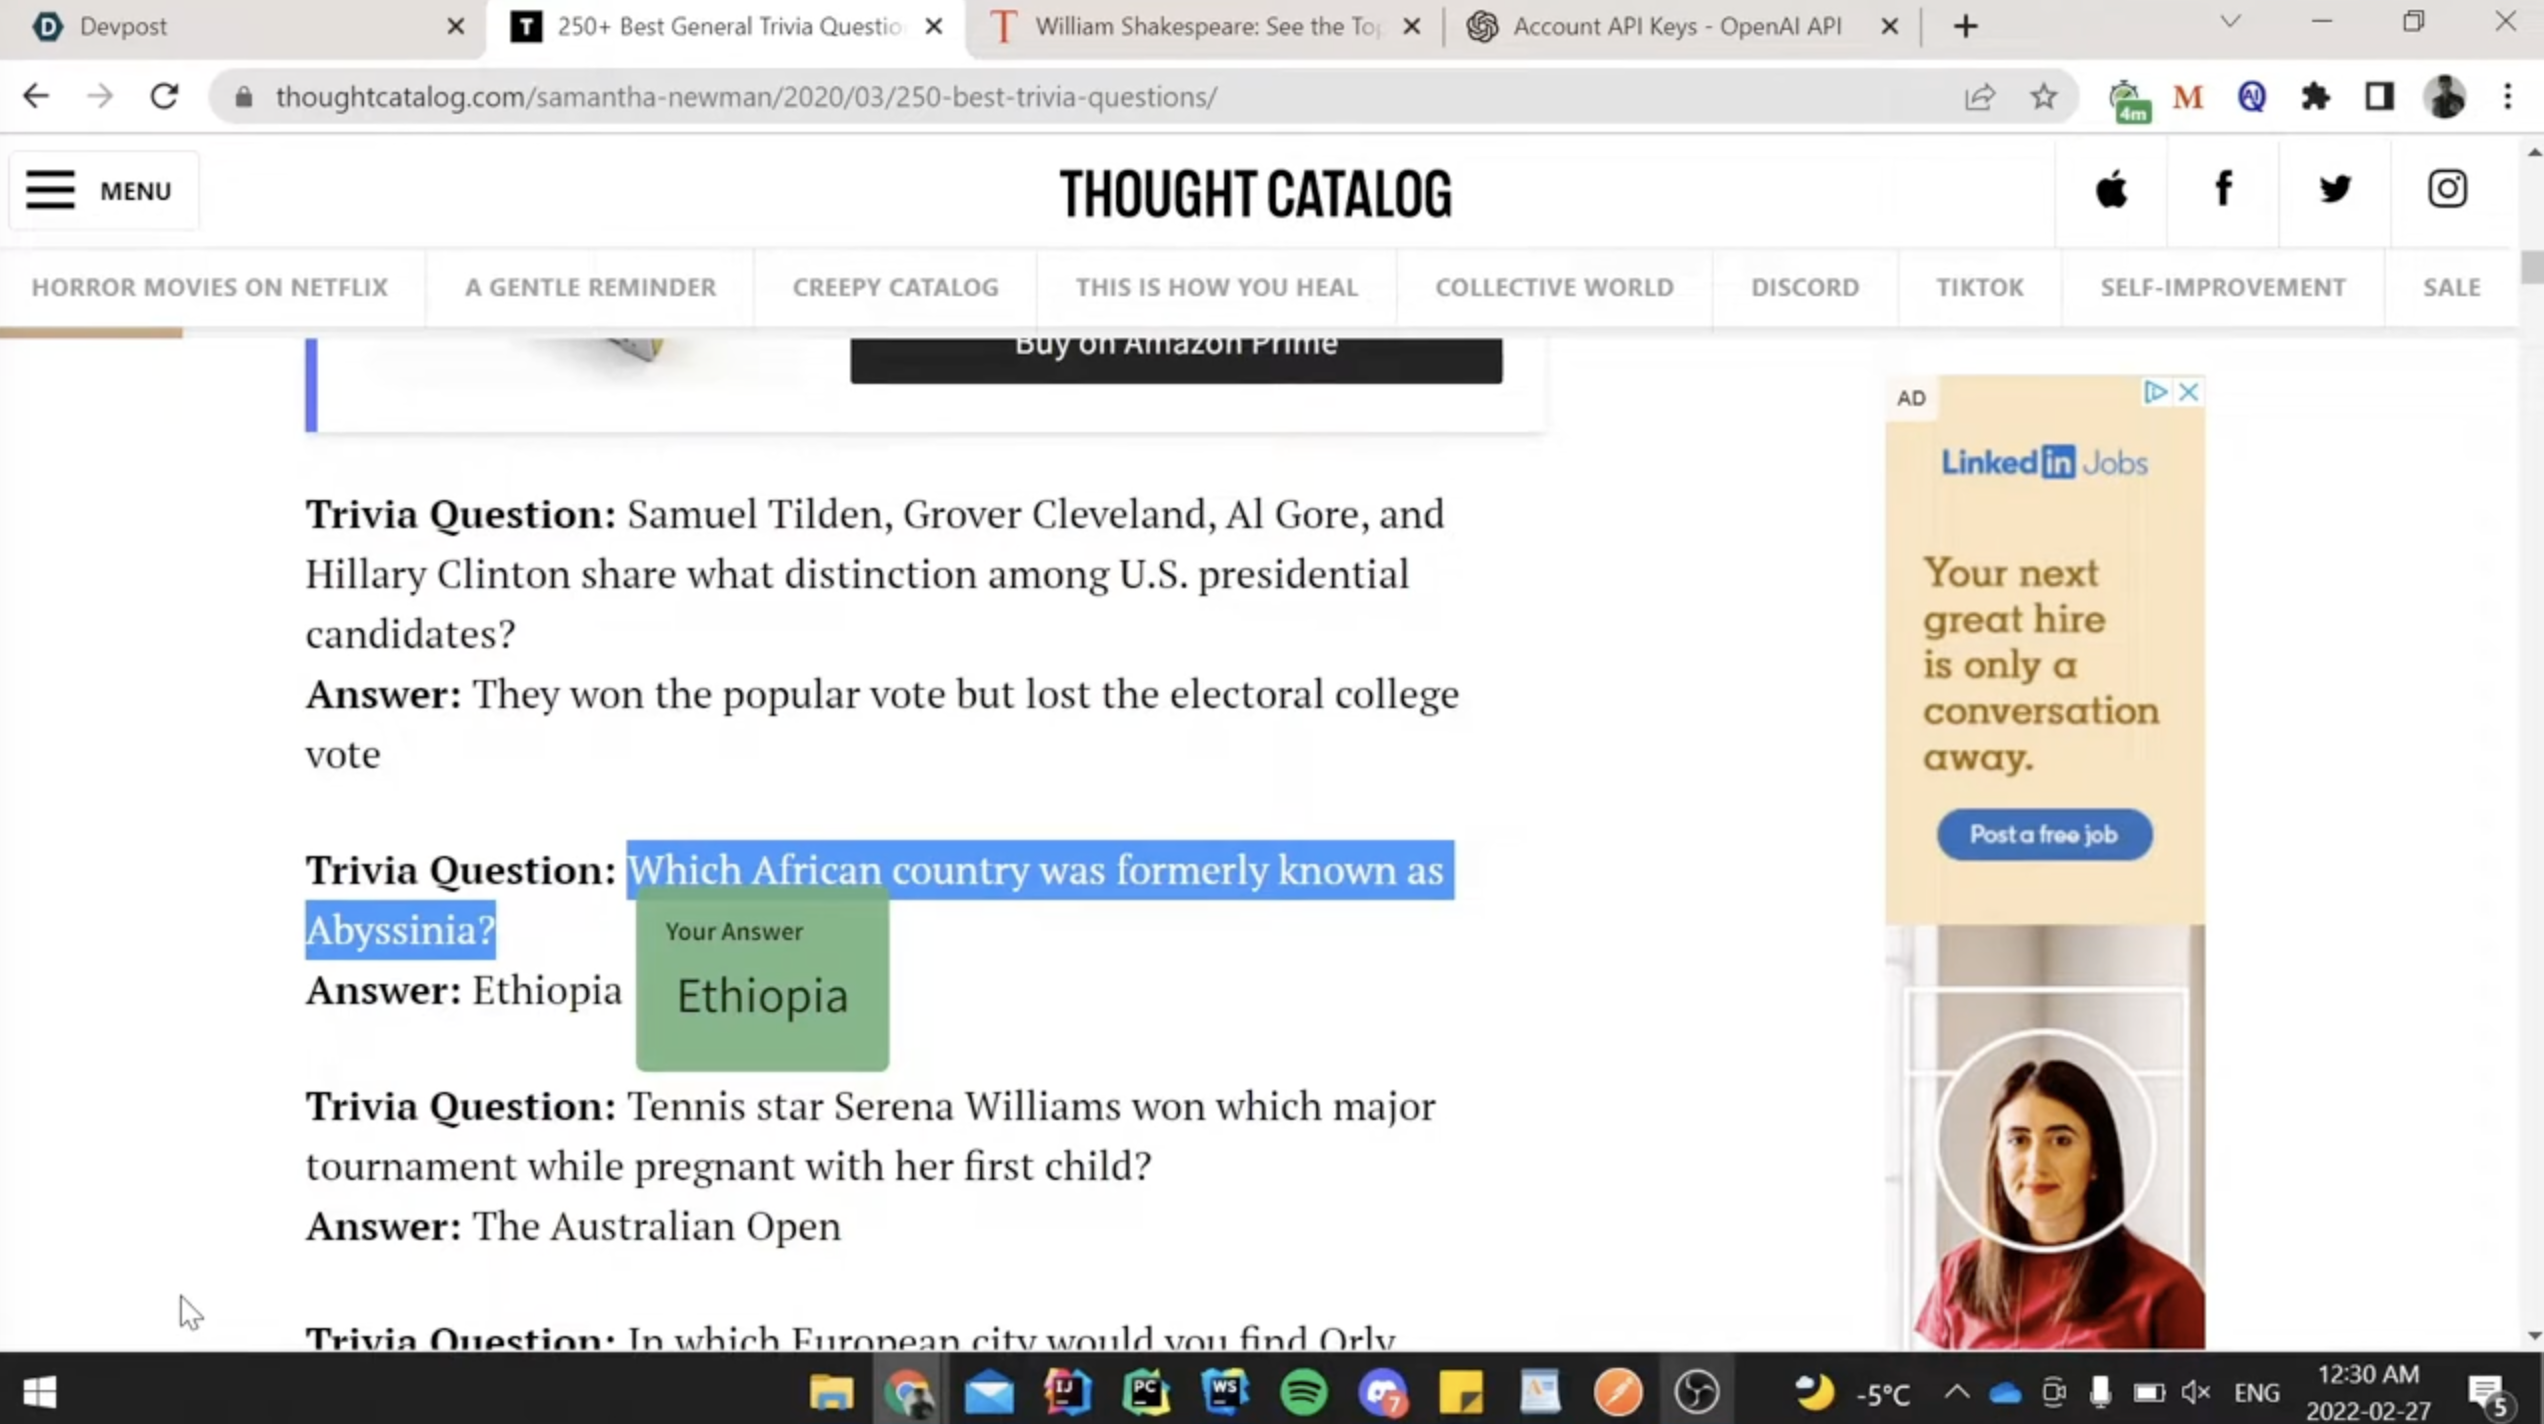 Devpost
250+ Best General Trivia Questio
William Shakespeare: See the Top
Account API Keys - OpenAI API
thoughtcatalog.com/samantha-newman/2020/03/250-best-trivia-questions/
4m
M
MENU
THOUGHT CATALOG
HORROR MOVIES ON NETFLIX
A GENTLE REMINDER
CREEPY CATALOG
THIS IS HOW YOU HEAL
COLLECTIVE WORLD
DISCORD
TIKTOK
SELF-IMPROVEMENT
SALE
Buy on Amazon Prime
AD
LinkedIn Jobs
Your next
great hire
is only a
conversation
away.
Post a free job
Trivia Question: Samuel Tilden, Grover Cleveland, Al Gore, and
Hillary Clinton share what distinction among U.S. presidential
candidates?
Answer: They won the popular vote but lost the electoral college
vote
Trivia Question: Which African country was formerly known as
Abyssinia?
Your Answer
Ethiopia
Answer: Ethiopia
Trivia Question: Tennis star Serena Williams won which major
tournament while pregnant with her first child?
Answer: The Australian Open
Trivia Question: In which European city would you find Orly
IJ
PC
WS
7
-5°C
ENG
12:30 AM
2022-02-27
5